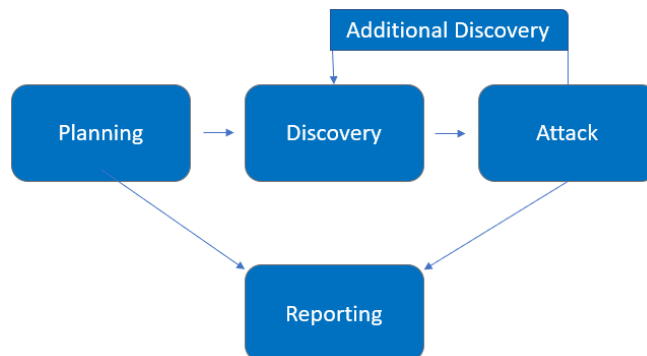 Additional Discovery
Planning
Discovery
Attack
Reporting